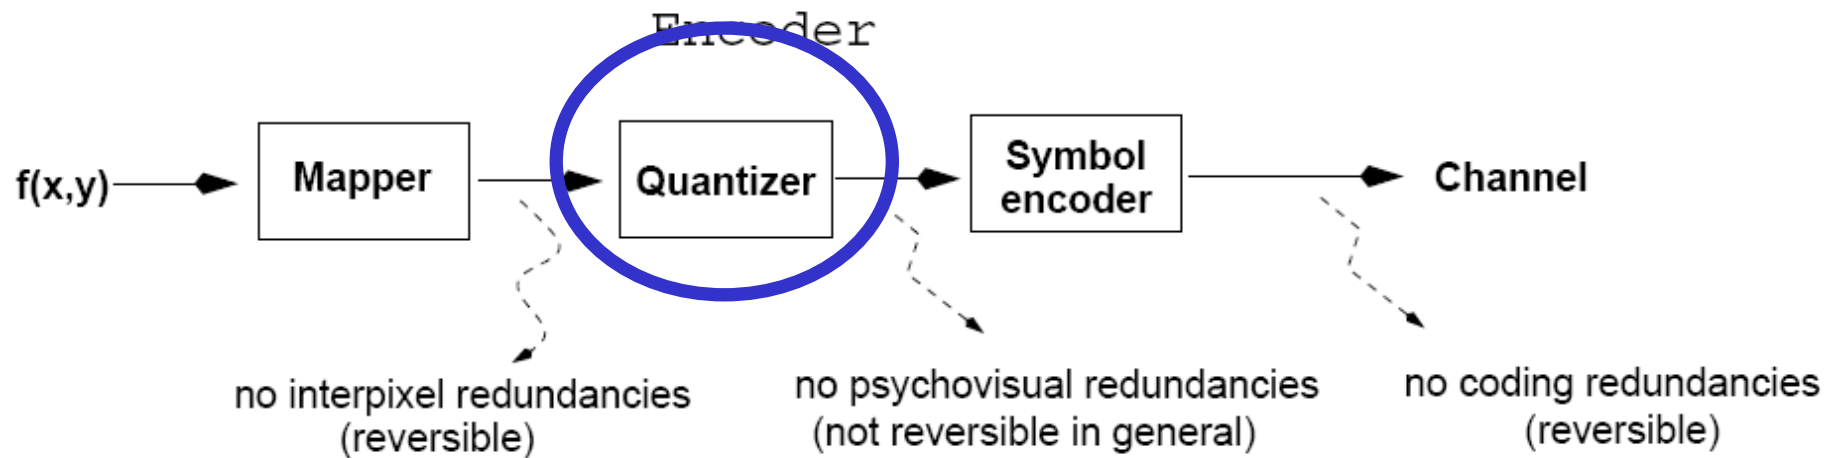 Encoder
f(x,y)
Mapper
Quantizer
Symbol
encoder
Channel
no interpixel redundancies
(reversible)
no psychovisual redundancies
(not reversible in general)
no coding redundancies
(reversible)